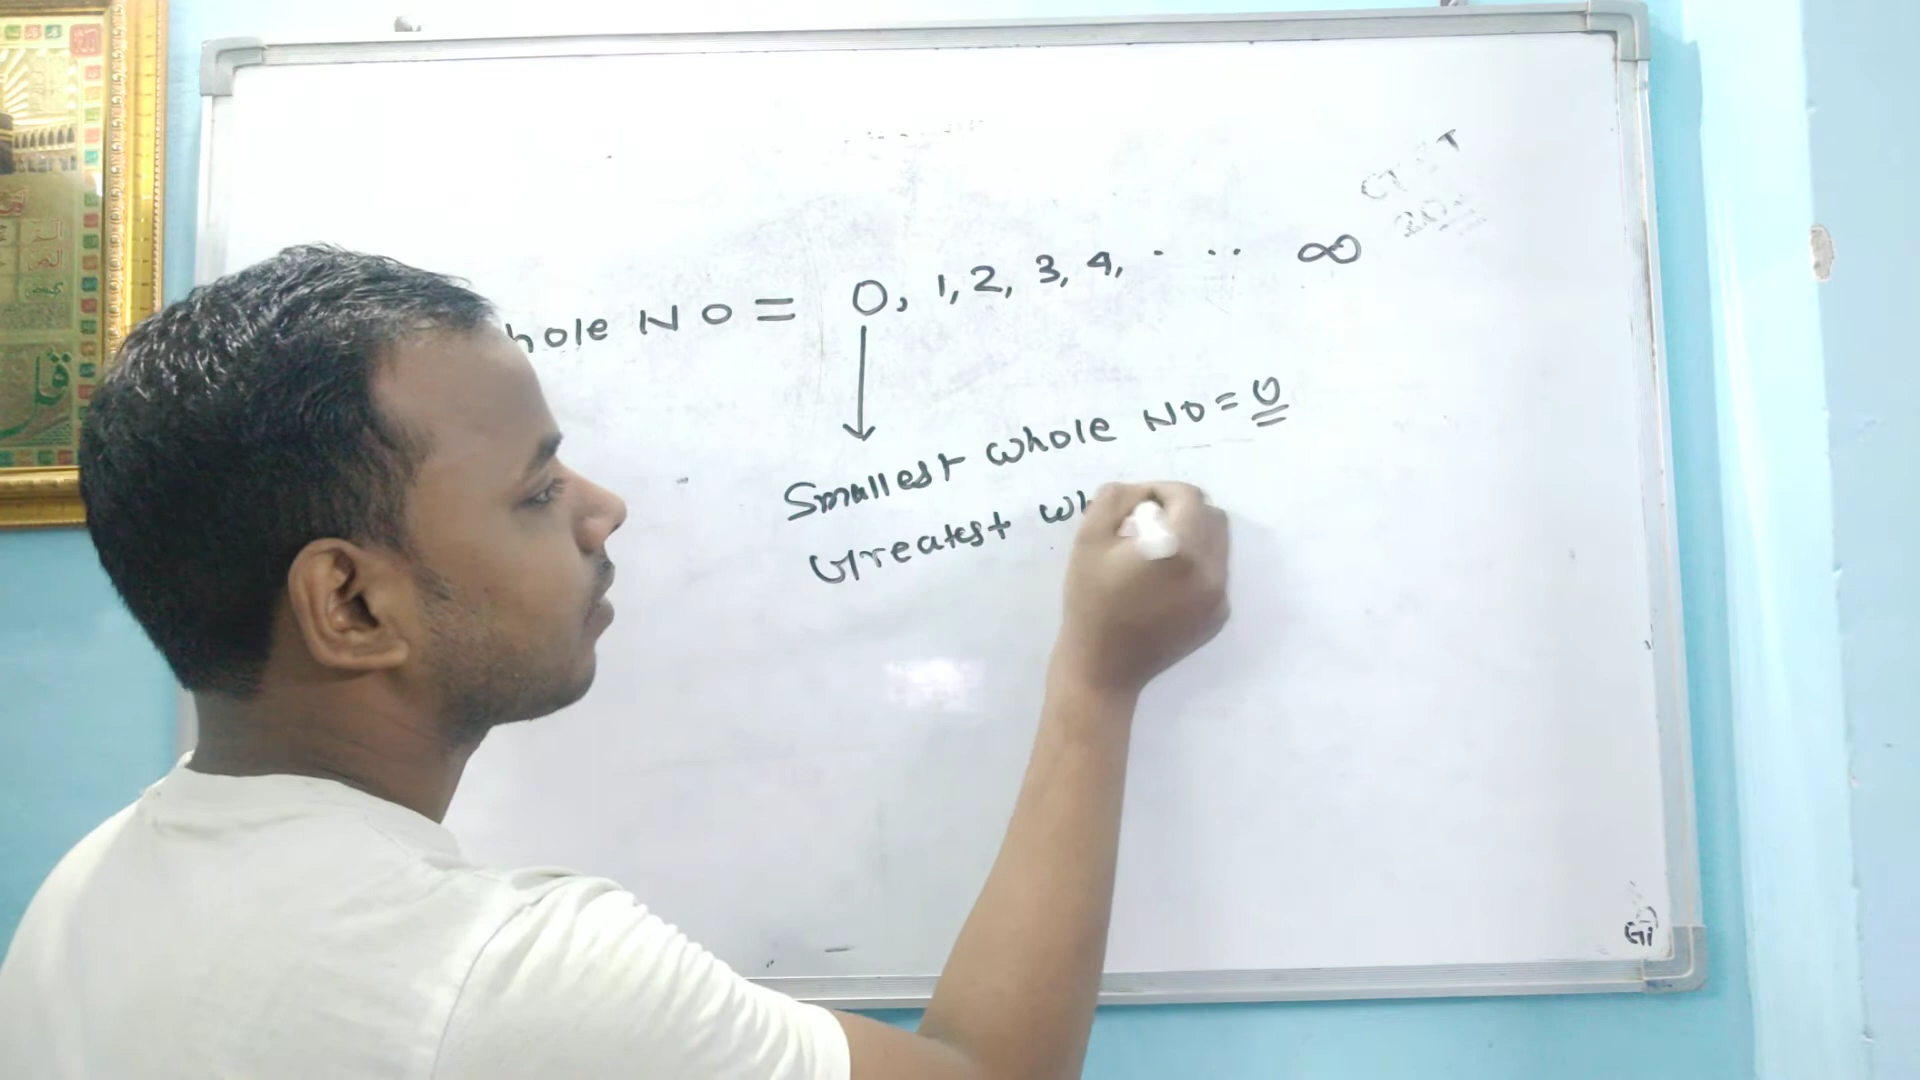 hole NO = 0, 1, 2, 3, 4, . . . ∞
Smallest whole NO = 0
Greatest wh